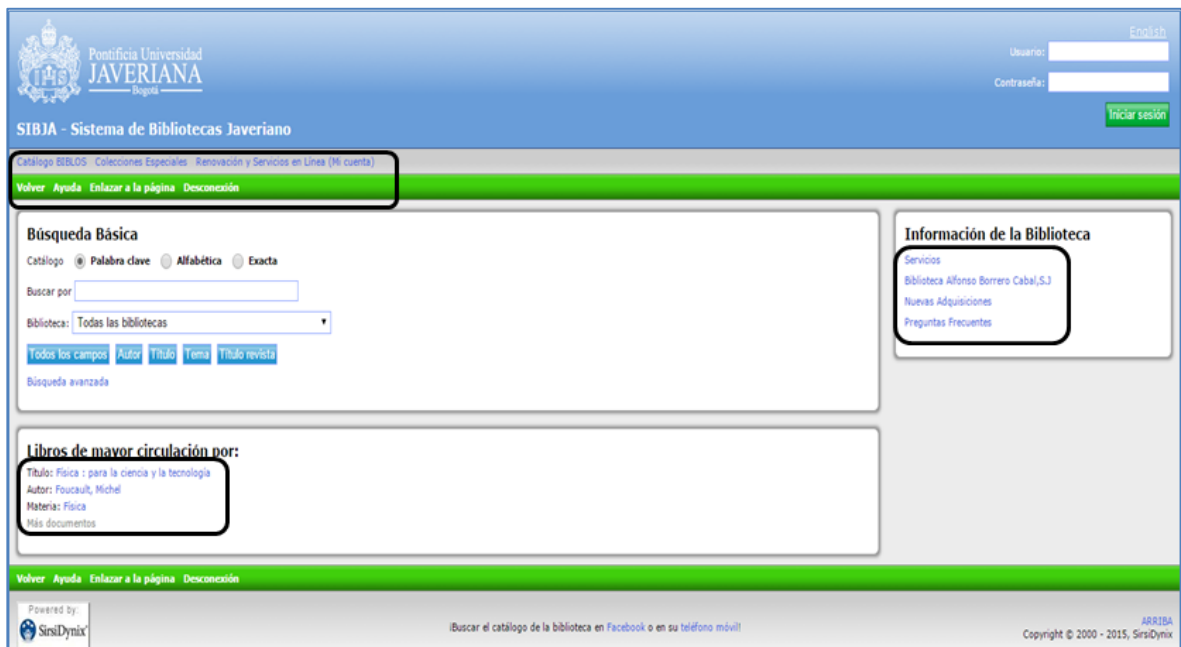 Pontificia Universidad
JAVERIANA
Bogotá
English
Usuario:
Contraseña:
Iniciar sesión
SIBJA - Sistema de Bibliotecas Javeriano
Catálogo BIBLOS Colecciones Especiales Renovación y Servicios en Línea (Mi cuenta)
Volver Ayuda Enlazar a la página Desconexión
Búsqueda Básica
Catálogo Palabra clave Alfabética Exacta
Buscar por
Biblioteca: Todas las bibliotecas
Todos los campos Autor Título Tema Título revista
Búsqueda avanzada
Información de la Biblioteca
Servicios
Biblioteca Alfonso Borrero Cabal,S.J
Nuevas Adquisiciones
Preguntas Frecuentes
Libros de mayor circulación por:
Título: Física : para la ciencia y la tecnología
Autor: Foucault, Michel
Materia: Física
Más documentos
Volver Ayuda Enlazar a la página Desconexión
Powered by:
SirsiDynix
¡Buscar el catálogo de la biblioteca en Facebook o en su teléfono móvil!
ARRIBA
Copyright © 2000 - 2015, SirsiDynix